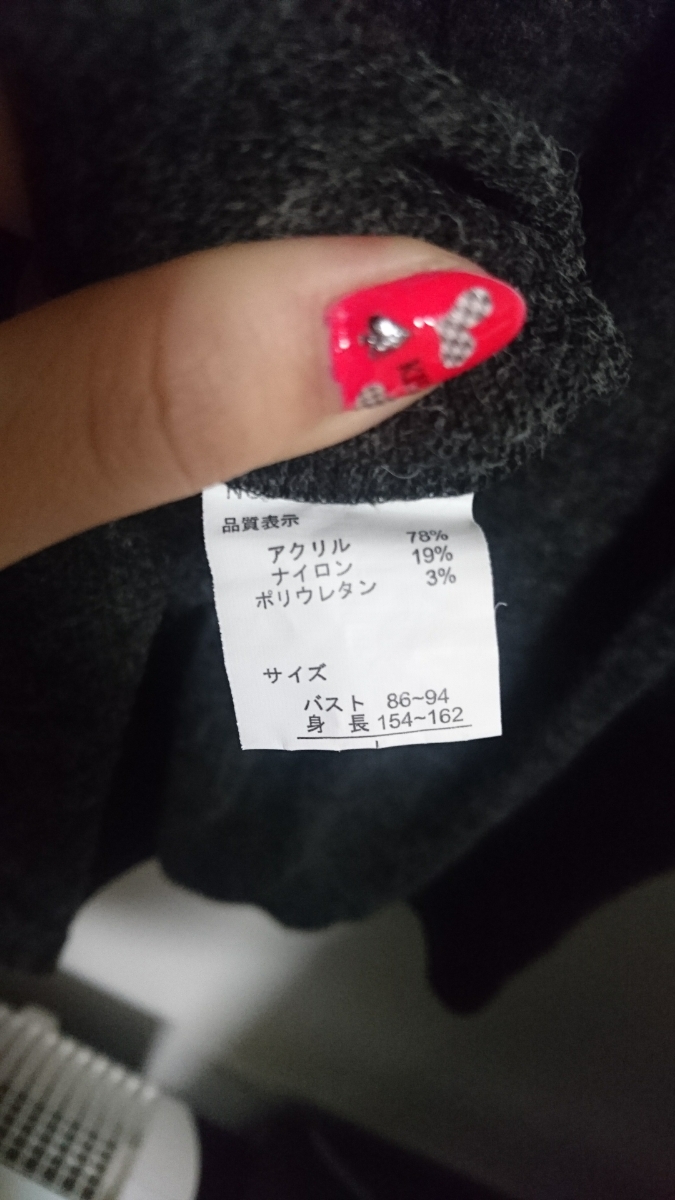 品質表示
アクリル 78%
ナイロン 19%
ポリウレタン 3%
サイズ
バスト 86~94
身 長 154~162